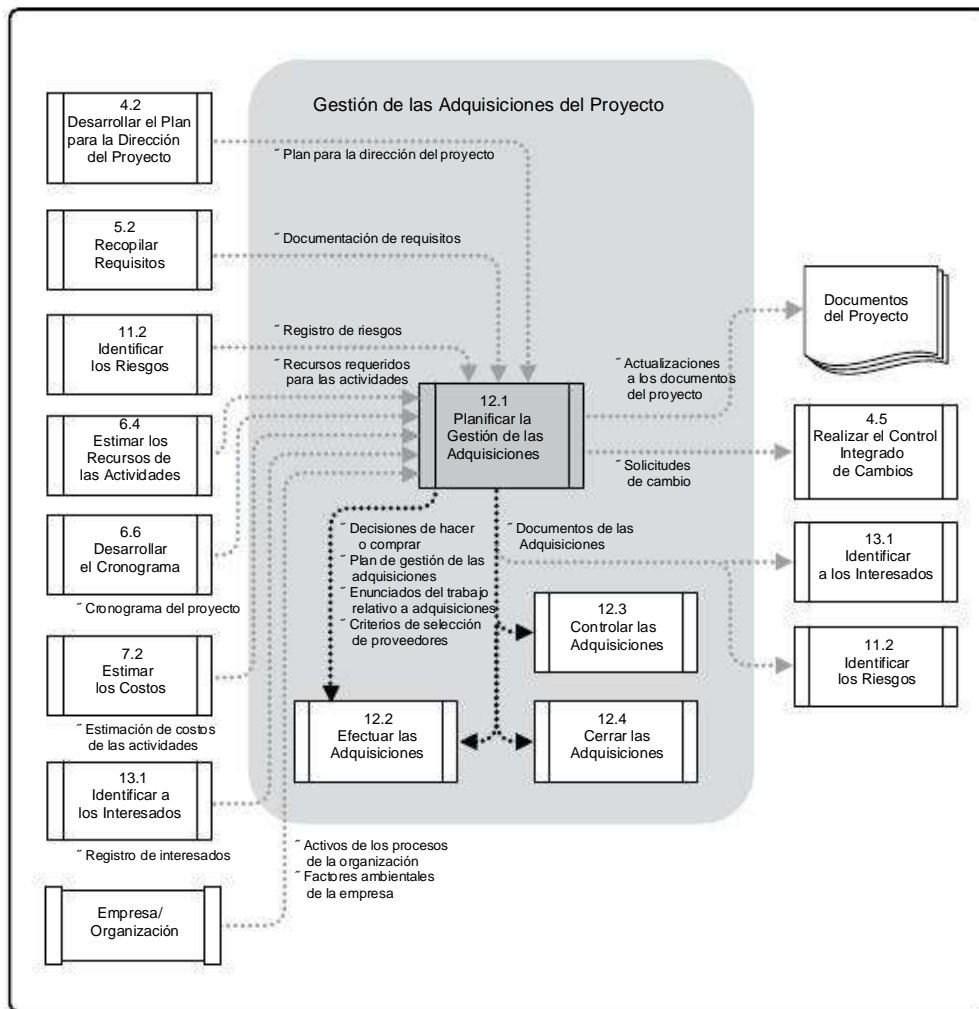 Gestión de las Adquisiciones del Proyecto
4.2
Desarrollar el Plan
para la Dirección
del Proyecto
˝ Plan para la dirección del proyecto
5.2
Recopilar
Requisitos
˝ Documentación de requisitos
11.2
Identificar
los Riesgos
˝ Registro de riesgos
˝ Recursos requeridos
para las actividades
6.4
Estimar los
Recursos de
las Actividades
6.6
Desarrollar
el Cronograma
˝ Cronograma del proyecto
7.2
Estimar
los Costos
˝ Estimación de costos
de las actividades
13.1
Identificar a
los Interesados
˝ Registro de interesados
Empresa/
Organización
˝ Activos de los procesos
de la organización
˝ Factores ambientales
de la empresa
12.1
Planificar la
Gestión de las
Adquisiciones
˝ Decisiones de hacer
o comprar
˝ Plan de gestión de las
adquisiciones
˝ Enunciados del trabajo
relativo a adquisiciones
˝ Criterios de selección
de proveedores
˝ Documentos de las
Adquisiciones
12.3
Controlar las
Adquisiciones
12.2
Efectuar las
Adquisiciones
12.4
Cerrar las
Adquisiciones
˝ Actualizaciones
a los documentos
del proyecto
˝ Solicitudes
de cambio
Documentos
del Proyecto
4.5
Realizar el Control
Integrado
de Cambios
13.1
Identificar
a los Interesados
11.2
Identificar
los Riesgos